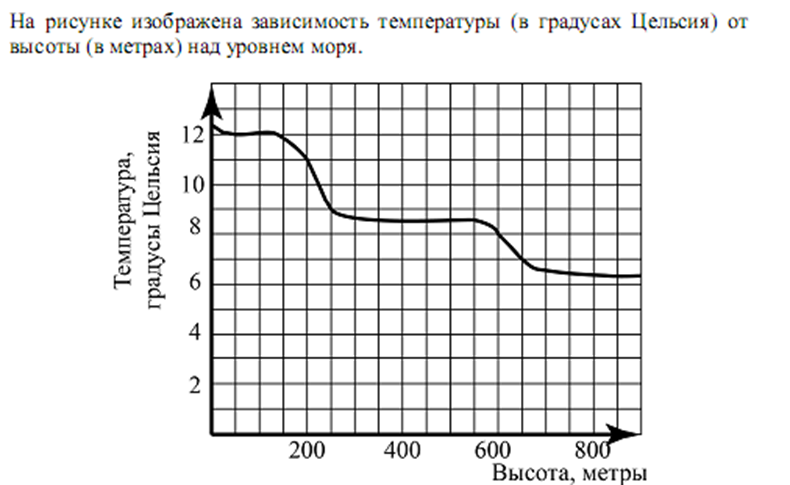 На рисунке изображена зависимость температуры (в градусах Цельсия) от
высоты (в метрах) над уровнем моря.
Температура,
градусы Цельсия
12
10
8
6
4
2
200 400 600 800
Высота, метры